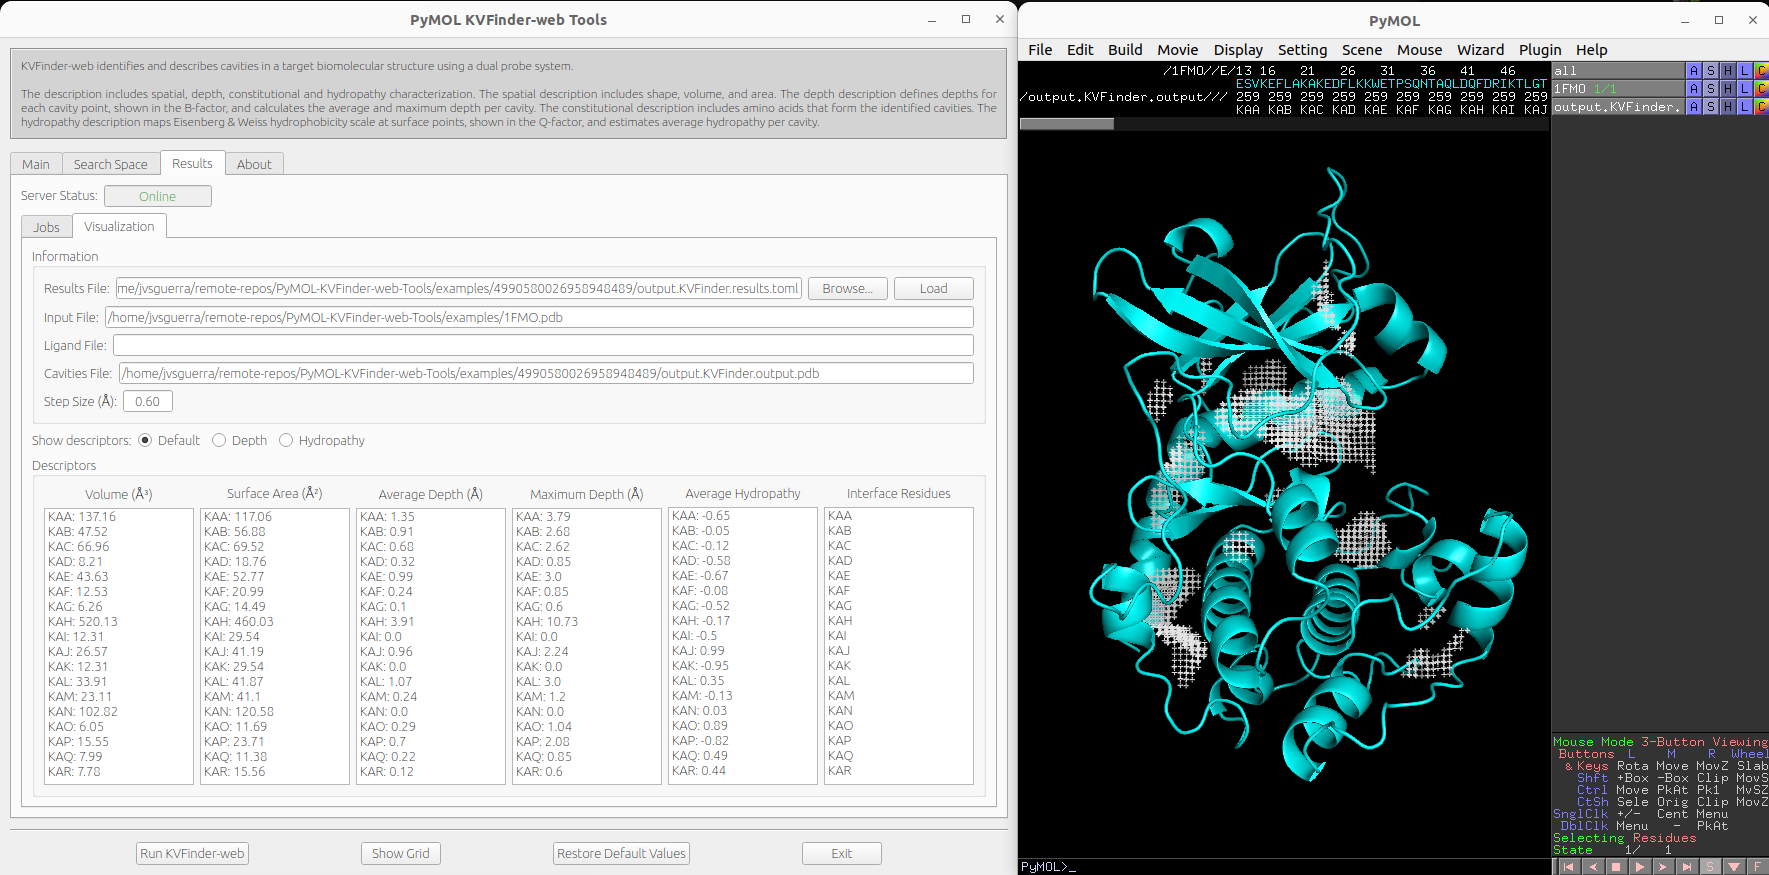 PyMOL KVFinder-web Tools
KVFinder-web identifies and describes cavities in a target biomolecular structure using a dual probe system.
The description includes spatial, depth, constitutional and hydropathy characterization. The spatial description includes shape, volume, and area. The depth description defines depths for
each cavity point, shown in the B-factor, and calculates the average and maximum depth per cavity. The constitutional description includes amino acids that form the identified cavities. The
hydropathy description maps Eisenberg & Weiss hydrophobicity scale at surface points, shown in the Q-factor, and estimates average hydropathy per cavity.
Main Search Space Results About
Server Status: Online
Jobs Visualization
Information
Results File: me/jvsguerra/remote-repos/PyMOL-KVFinder-web-Tools/examples/4990580026958948489/output.KVFinder.results.toml Browse... Load
Input File: /home/jvsguerra/remote-repos/PyMOL-KVFinder-web-Tools/examples/1FMO.pdb
Ligand File:
Cavities File: /home/jvsguerra/remote-repos/PyMOL-KVFinder-web-Tools/examples/4990580026958948489/output.KVFinder.output.pdb
Step Size (Å): 0.60
Show descriptors: Default Depth Hydropathy
Descriptors
Volume (Å³) Surface Area (Å²) Average Depth (Å) Maximum Depth (Å) Average Hydropathy Interface Residues
KAA: 137.16 KAA: 117.06 KAA: 1.35 KAA: 3.79 KAA: -0.65 KAA
KAB: 47.52 KAB: 56.88 KAB: 0.91 KAB: 2.68 KAB: -0.05 KAB
KAC: 66.96 KAC: 69.52 KAC: 0.68 KAC: 2.62 KAC: -0.12 KAC
KAD: 8.21 KAD: 18.76 KAD: 0.32 KAD: 0.85 KAD: -0.58 KAD
KAE: 43.63 KAE: 52.77 KAE: 0.99 KAE: 3.0 KAE: -0.67 KAE
KAF: 12.53 KAF: 20.99 KAF: 0.24 KAF: 0.85 KAF: -0.08 KAF
KAG: 6.26 KAG: 14.49 KAG: 0.1 KAG: 0.6 KAG: -0.52 KAG
KAH: 520.13 KAH: 460.03 KAH: 3.91 KAH: 10.73 KAH: -0.17 KAH
KAI: 12.31 KAI: 29.54 KAI: 0.0 KAI: 0.0 KAI: -0.5 KAI
KAJ: 26.57 KAJ: 41.19 KAJ: 0.96 KAJ: 2.24 KAJ: 0.99 KAJ
KAK: 12.31 KAK: 29.54 KAK: 0.0 KAK: 0.0 KAK: -0.95 KAK
KAL: 33.91 KAL: 41.87 KAL: 1.07 KAL: 3.0 KAL: 0.35 KAL
KAM: 23.11 KAM: 41.1 KAM: 0.24 KAM: 1.2 KAM: -0.13 KAM
KAN: 102.82 KAN: 120.58 KAN: 0.0 KAN: 0.0 KAN: 0.03 KAN
KAO: 6.05 KAO: 11.69 KAO: 0.29 KAO: 1.04 KAO: 0.89 KAO
KAP: 15.55 KAP: 23.71 KAP: 0.7 KAP: 2.08 KAP: -0.82 KAP
KAQ: 7.99 KAQ: 11.38 KAQ: 0.22 KAQ: 0.85 KAQ: 0.49 KAQ
KAR: 7.78 KAR: 15.56 KAR: 0.12 KAR: 0.6 KAR: 0.44 KAR
Run KVFinder-web Show Grid Restore Default Values Exit
PyMOL
File Edit Build Movie Display Setting Scene Mouse Wizard Plugin Help
/1FMO//E/13 16 21 26 31 36 41 46
ESVKEFLAKAKEDFLKKWETPSQNTAQLDQFDRIKTLGT
/output.KVFinder.output/// 259 259 259 259 259 259 259 259 259 259
KAA KAB KAC KAD KAE KAF KAG KAH KAI KAJ
all A S H L C
1FMO 1/1 A S H L C
output.KVFinder. A S H L C
Mouse Mode 3-Button Viewing
Buttons L M R Wheel
& Keys Rota Move MovZ Slab
Shft +Box -Box Clip MovS
Ctrl Move PkAt Pk1 MvSZ
CtSh Sele Orig Clip MovZ
SnglClk +/- Cent Menu
DblClk Menu - PkAt
Selecting Residues
State 1/ 1
PyMOL>_
S F